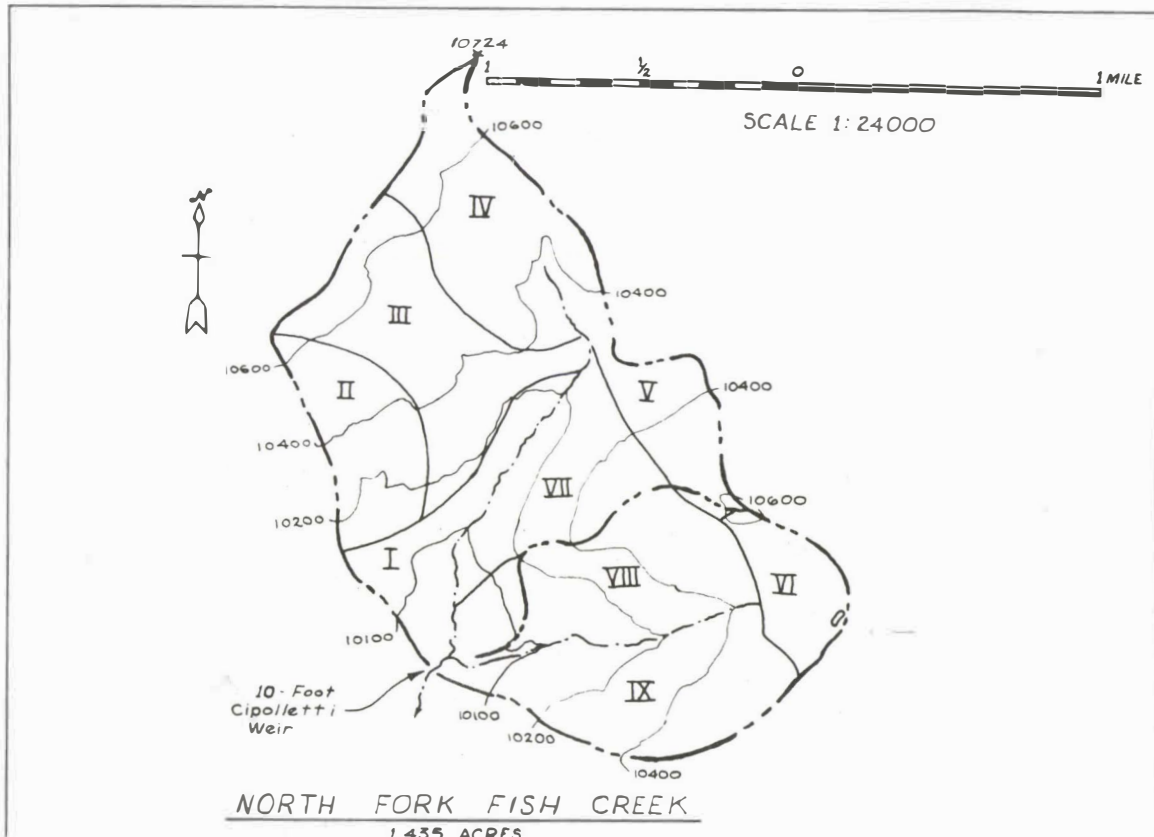 10724
1 ½ 0 1 MILE
SCALE 1:24000
10600
N
IV
10400
III
10600
II
V
10400
10400
VII
10600
10200
I
VIII
VI
10100
IX
10-Foot
Cipolletti
Weir
10100
10200
10400
NORTH FORK FISH CREEK
1,435 ACRES